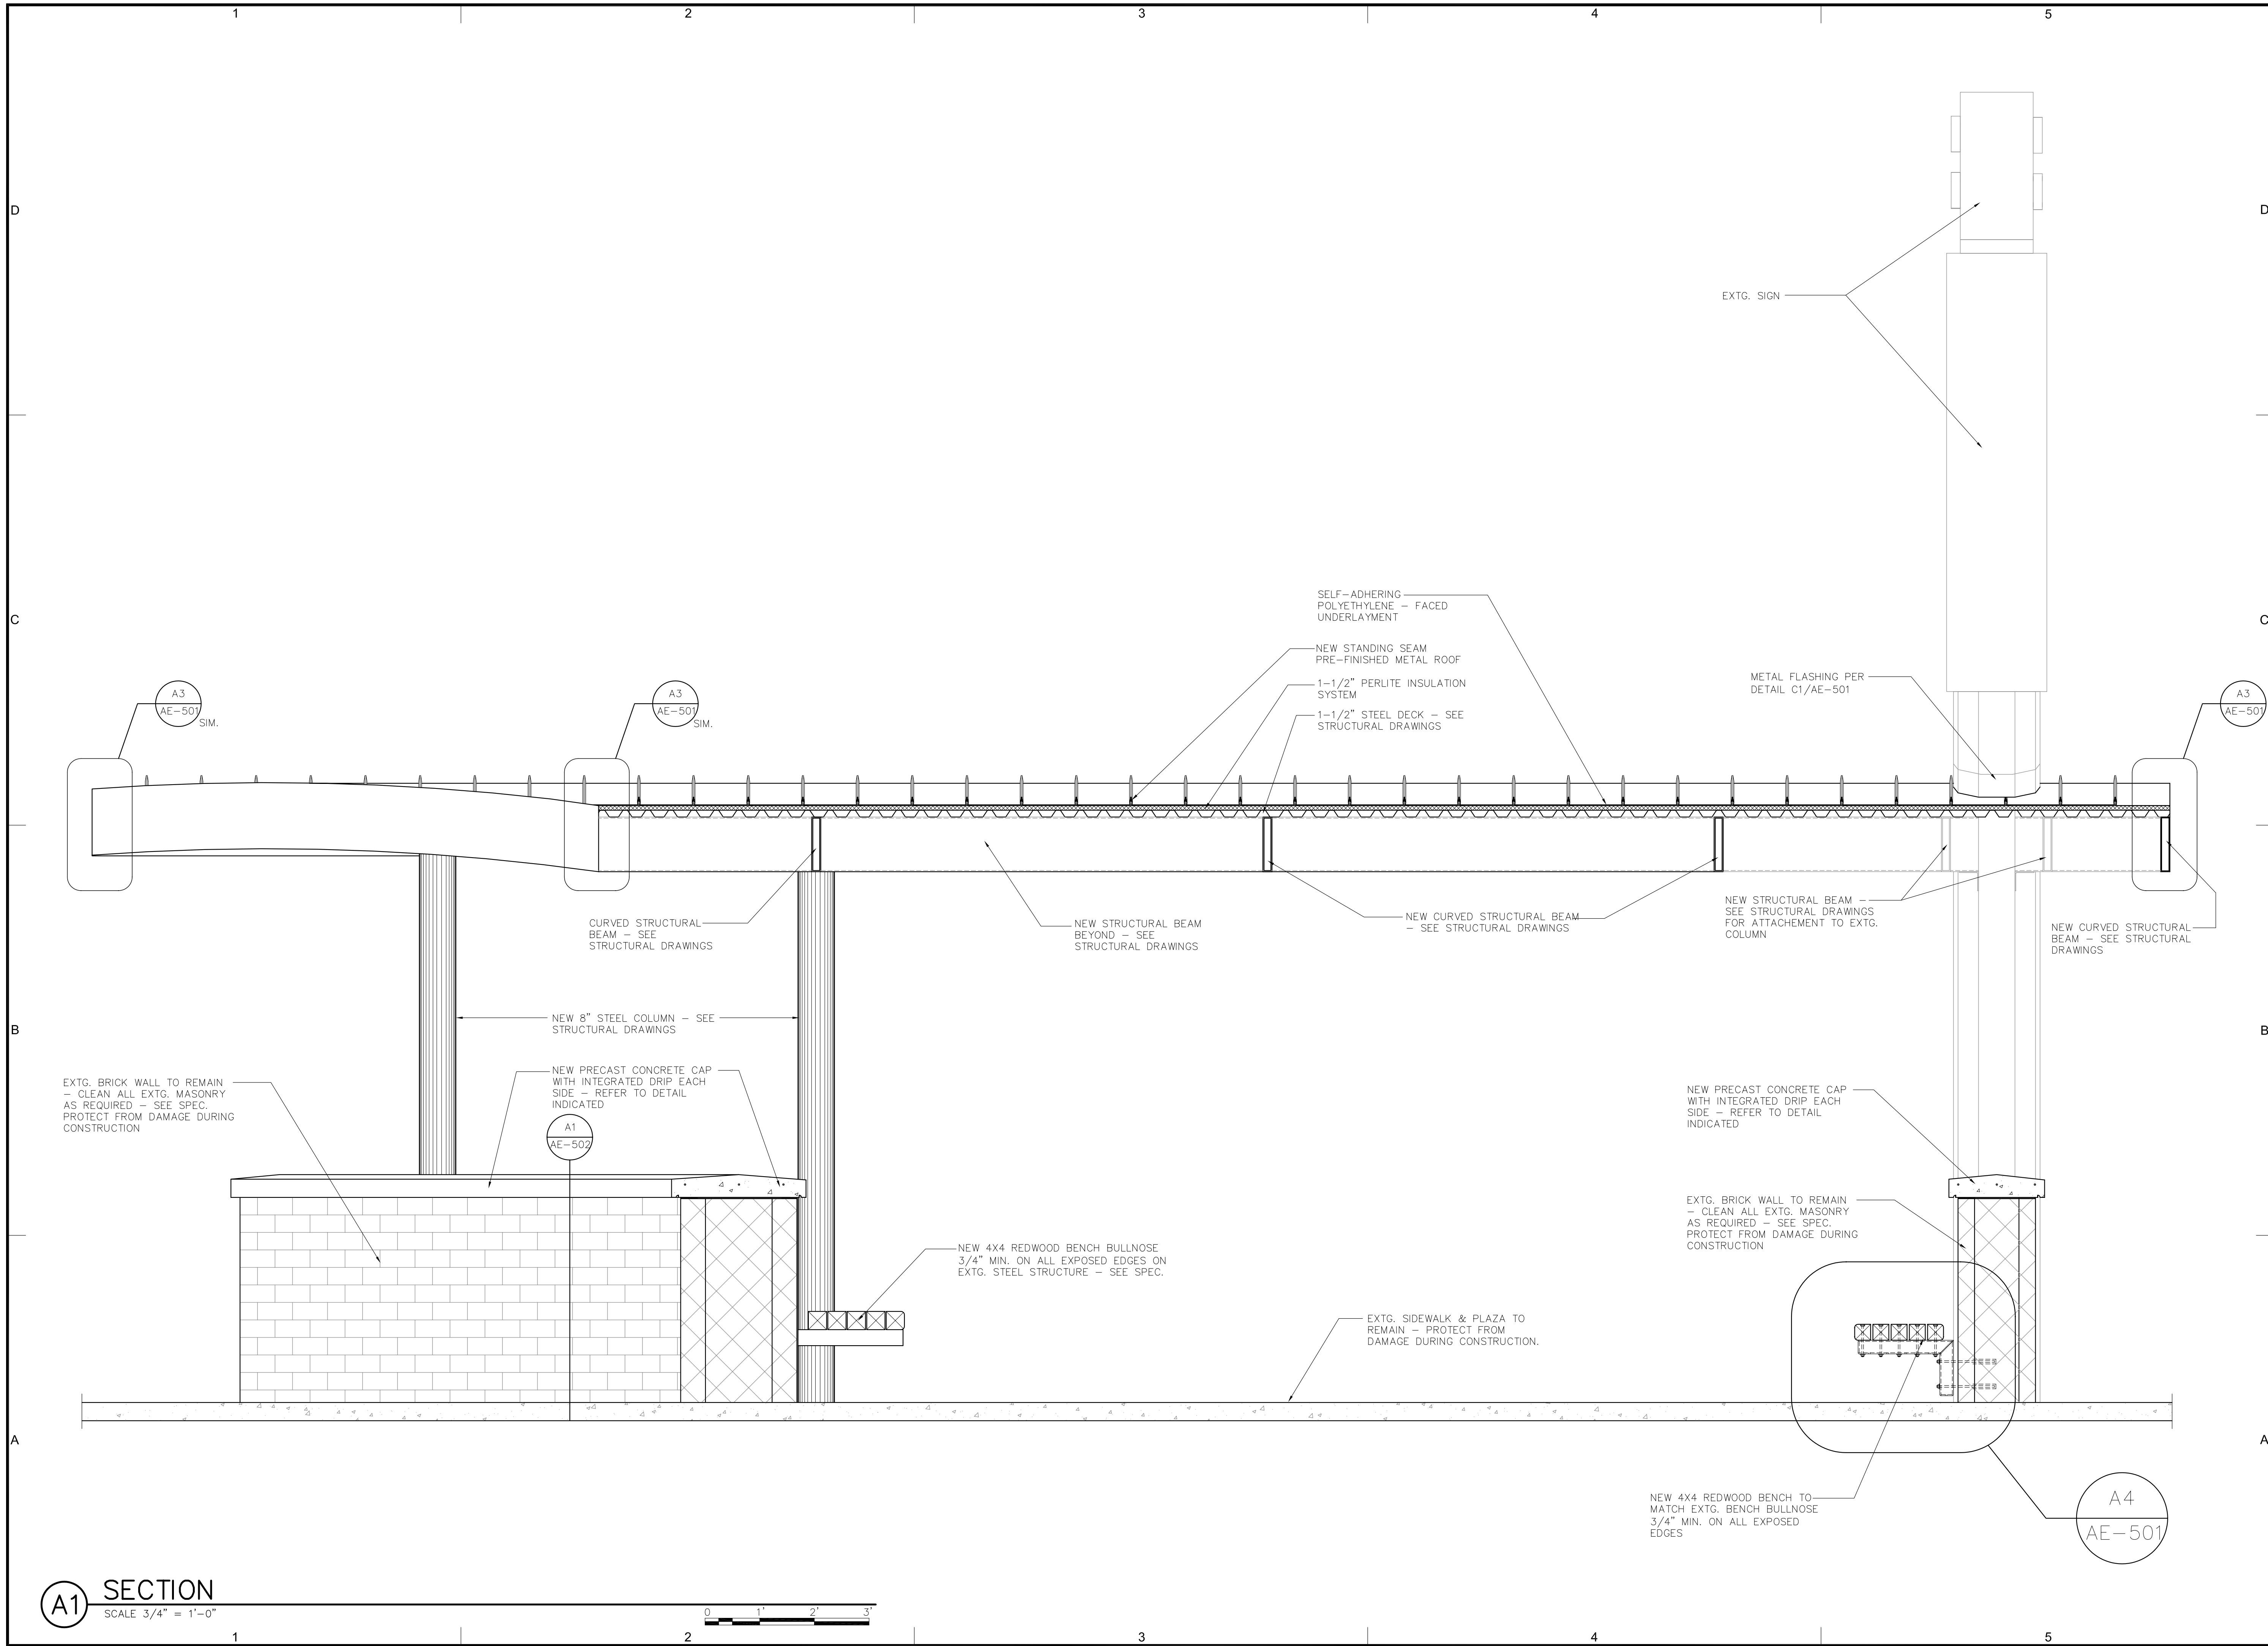 1
2
3
4
5
D
D
EXTG. SIGN
C
C
SELF-ADHERING
POLYETHYLENE - FACED
UNDERLAYMENT
NEW STANDING SEAM
PRE-FINISHED METAL ROOF
1-1/2" PERLITE INSULATION
SYSTEM
1-1/2" STEEL DECK - SEE
STRUCTURAL DRAWINGS
METAL FLASHING PER
DETAIL C1/AE-501
A3
AE-501
SIM.
A3
AE-501
SIM.
A3
AE-501
CURVED STRUCTURAL
BEAM - SEE
STRUCTURAL DRAWINGS
NEW STRUCTURAL BEAM
BEYOND - SEE
STRUCTURAL DRAWINGS
NEW CURVED STRUCTURAL BEAM
- SEE STRUCTURAL DRAWINGS
NEW STRUCTURAL BEAM -
SEE STRUCTURAL DRAWINGS
FOR ATTACHEMENT TO EXTG.
COLUMN
NEW CURVED STRUCTURAL
BEAM - SEE STRUCTURAL
DRAWINGS
B
B
NEW 8" STEEL COLUMN - SEE
STRUCTURAL DRAWINGS
EXTG. BRICK WALL TO REMAIN
- CLEAN ALL EXTG. MASONRY
AS REQUIRED - SEE SPEC.
PROTECT FROM DAMAGE DURING
CONSTRUCTION
NEW PRECAST CONCRETE CAP
WITH INTEGRATED DRIP EACH
SIDE - REFER TO DETAIL
INDICATED
A1
AE-502
NEW PRECAST CONCRETE CAP
WITH INTEGRATED DRIP EACH
SIDE - REFER TO DETAIL
INDICATED
EXTG. BRICK WALL TO REMAIN
- CLEAN ALL EXTG. MASONRY
AS REQUIRED - SEE SPEC.
PROTECT FROM DAMAGE DURING
CONSTRUCTION
NEW 4X4 REDWOOD BENCH BULLNOSE
3/4" MIN. ON ALL EXPOSED EDGES ON
EXTG. STEEL STRUCTURE - SEE SPEC.
EXTG. SIDEWALK & PLAZA TO
REMAIN - PROTECT FROM
DAMAGE DURING CONSTRUCTION.
A
A
NEW 4X4 REDWOOD BENCH TO
MATCH EXTG. BENCH BULLNOSE
3/4" MIN. ON ALL EXPOSED
EDGES
A4
AE-501
A1
SECTION
SCALE 3/4" = 1'-0"
0 1' 2' 3'
1
2
3
4
5